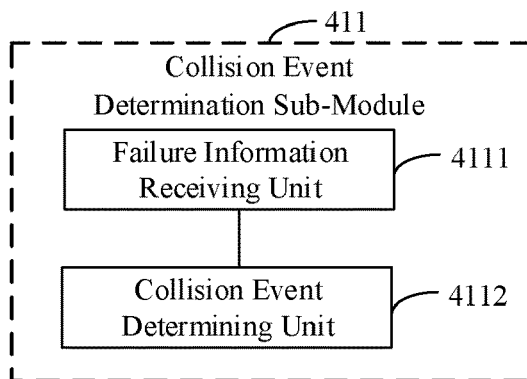 411
Collision Event
Determination Sub-Module
Failure Information
Receiving Unit
4111
Collision Event
Determining Unit
4112